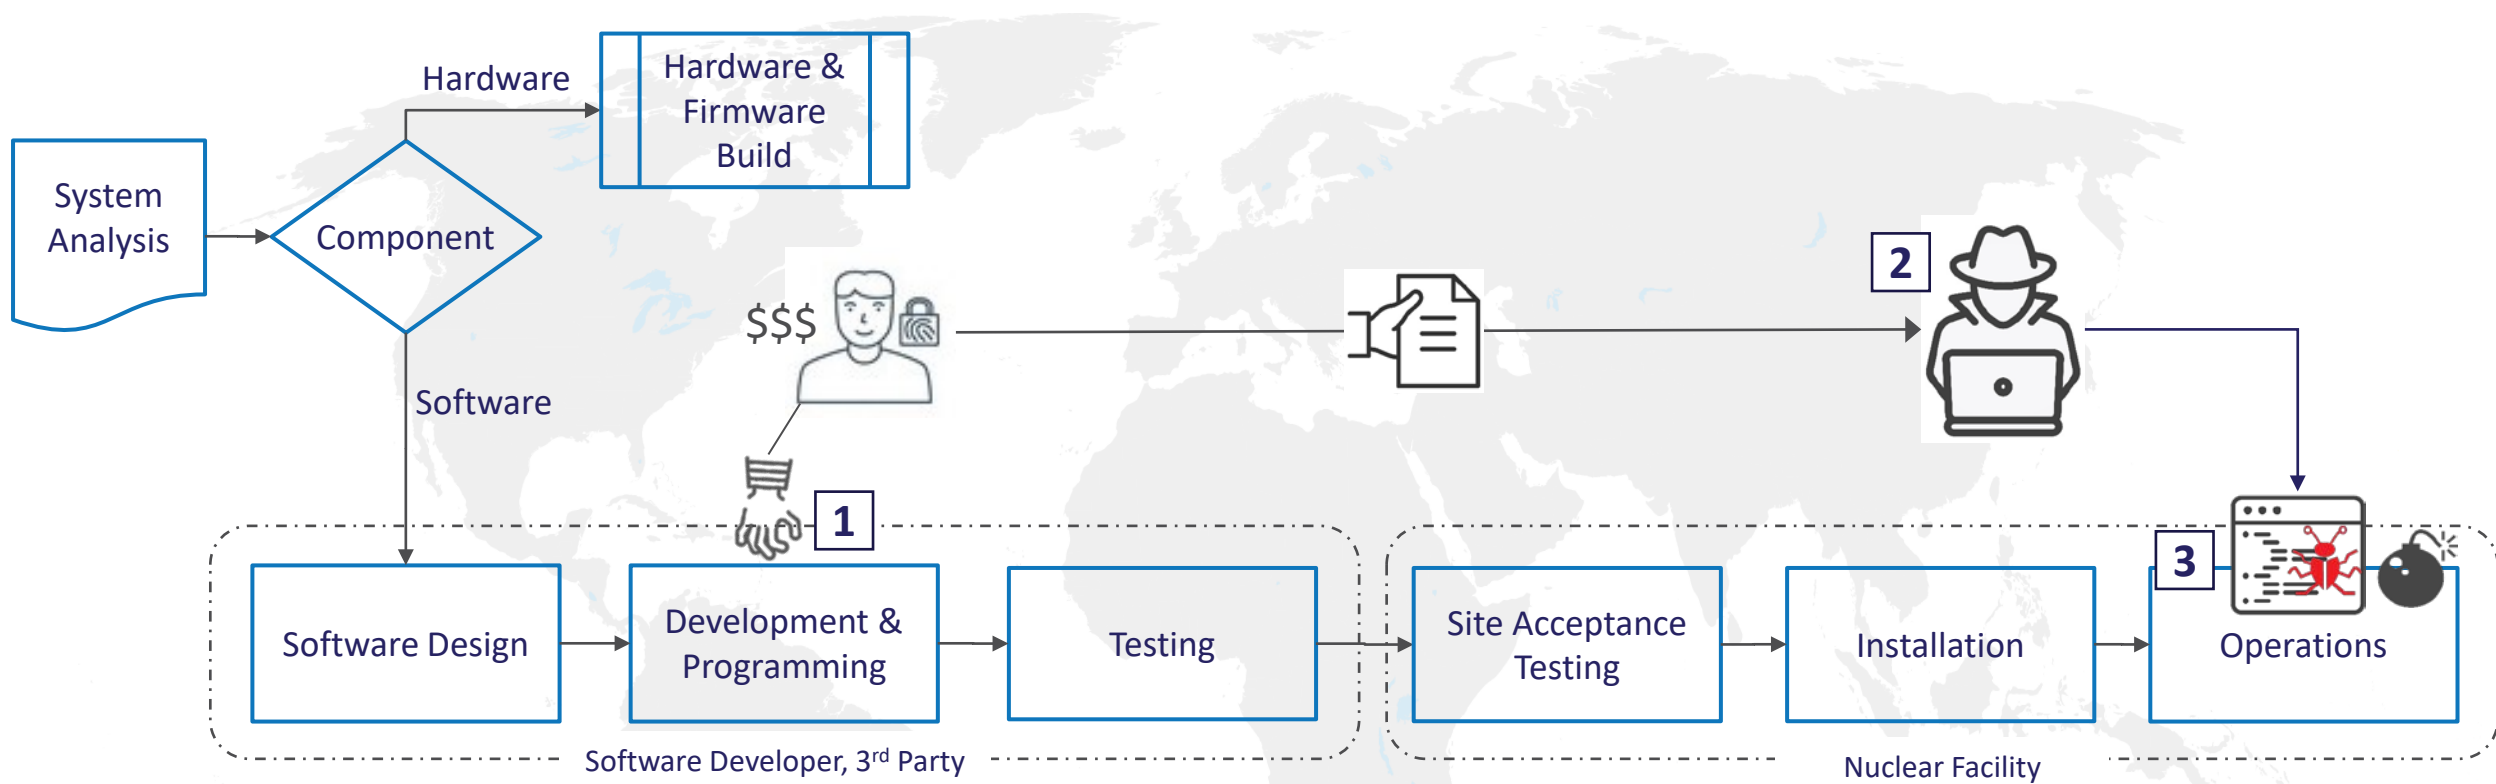 Hardware
Hardware &
Firmware
Build
System
Analysis
Component
2
$$$
Software
1
3
Software Design
Development &
Programming
Testing
Site Acceptance
Testing
Installation
Operations
Software Developer, 3rd Party
Nuclear Facility